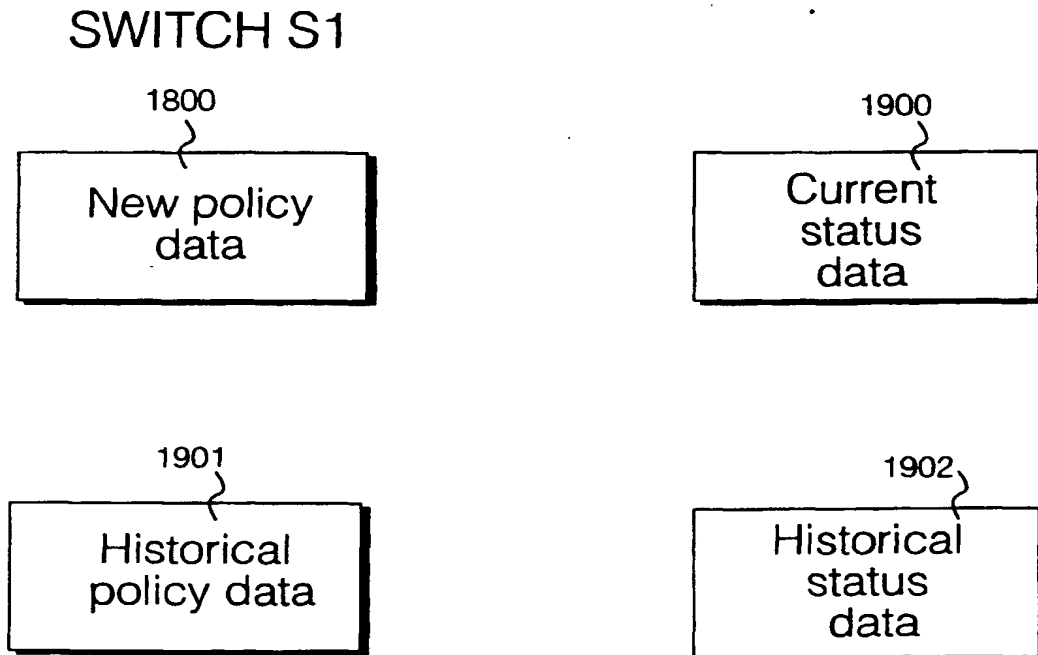 SWITCH S1
1800
New policy
data
1900
Current
status
data
1901
Historical
policy data
1902
Historical
status
data